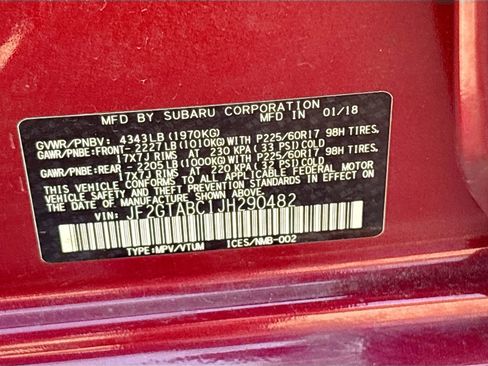 MFD BY SUBARU CORPORATION IN 01/18
GVWR/PNBV: 4343LB(1970KG)
GAWR/PNBE:FRONT- 2227LB(1010KG)WITH P225/60R17 98H TIRES,
17X7J RIMS AT 230 KPA(33 PSI)COLD
GAWR/PNBE:REAR - 2205LB(1000KG)WITH P225/60R17 98H TIRES,
17X7J RIMS AT 220 KPA(32 PSI)COLD
THIS VEHICLE CONFORMS TO ALL APPLICABLE FEDERAL MOTOR
VEHICLE SAFETY, BUMPER, AND THEFT PREVENTION STANDARDS
IN EFFECT ON THE DATE OF MANUFACTURE SHOWN ABOVE.
VIN: JF2GTABC1JH290482
TYPE:MPV/VTUM ICES/NMB-002